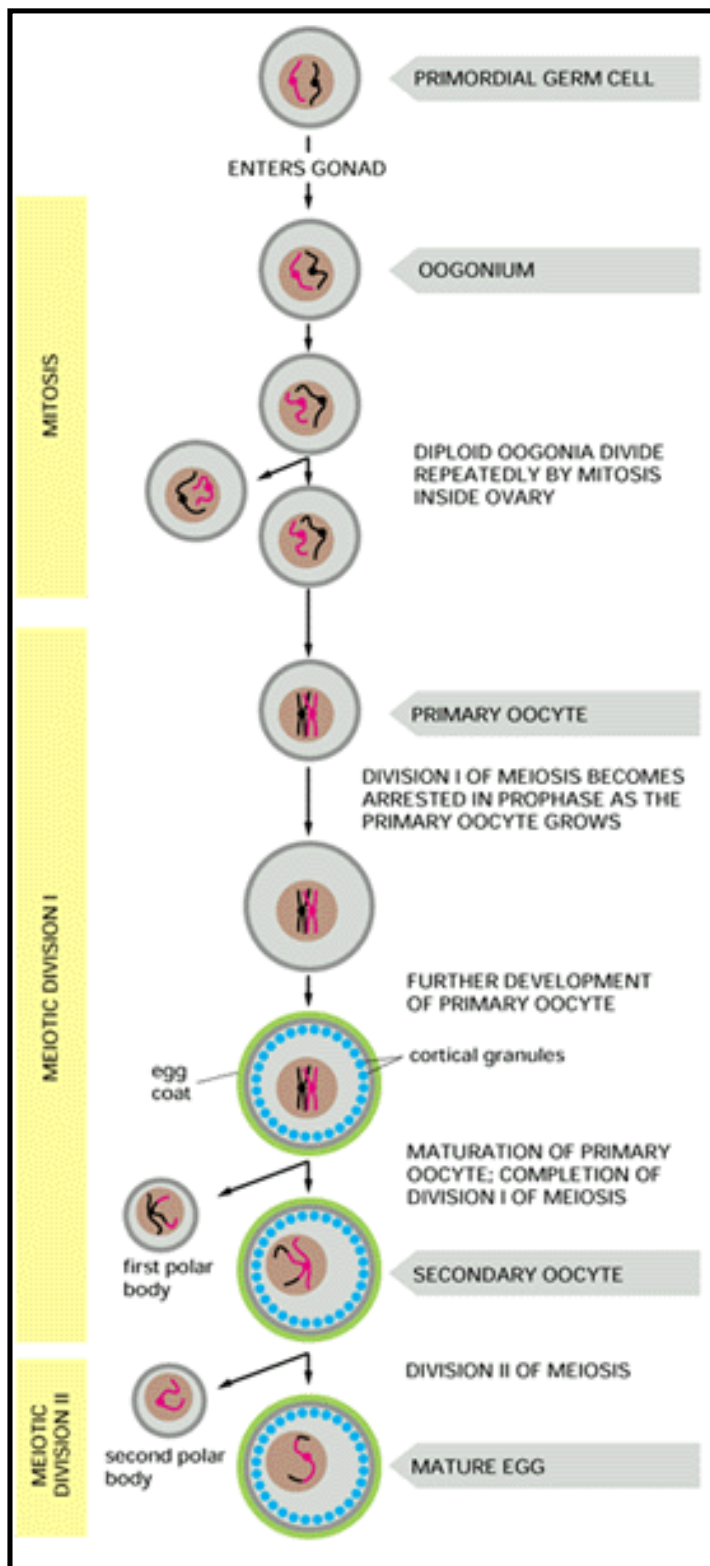 PRIMORDIAL GERM CELL
ENTERS GONAD
OOGONIUM
MITOSIS
DIPLOID OOGONIA DIVIDE
REPEATEDLY BY MITOSIS
INSIDE OVARY
PRIMARY OOCYTE
DIVISION I OF MEIOSIS BECOMES
ARRESTED IN PROPHASE AS THE
PRIMARY OOCYTE GROWS
MEIOTIC DIVISION I
FURTHER DEVELOPMENT
OF PRIMARY OOCYTE
egg
coat
cortical granules
MATURATION OF PRIMARY
OOCYTE; COMPLETION OF
DIVISION I OF MEIOSIS
first polar
body
SECONDARY OOCYTE
DIVISION II OF MEIOSIS
MEIOTIC
DIVISION II
second polar
body
MATURE EGG